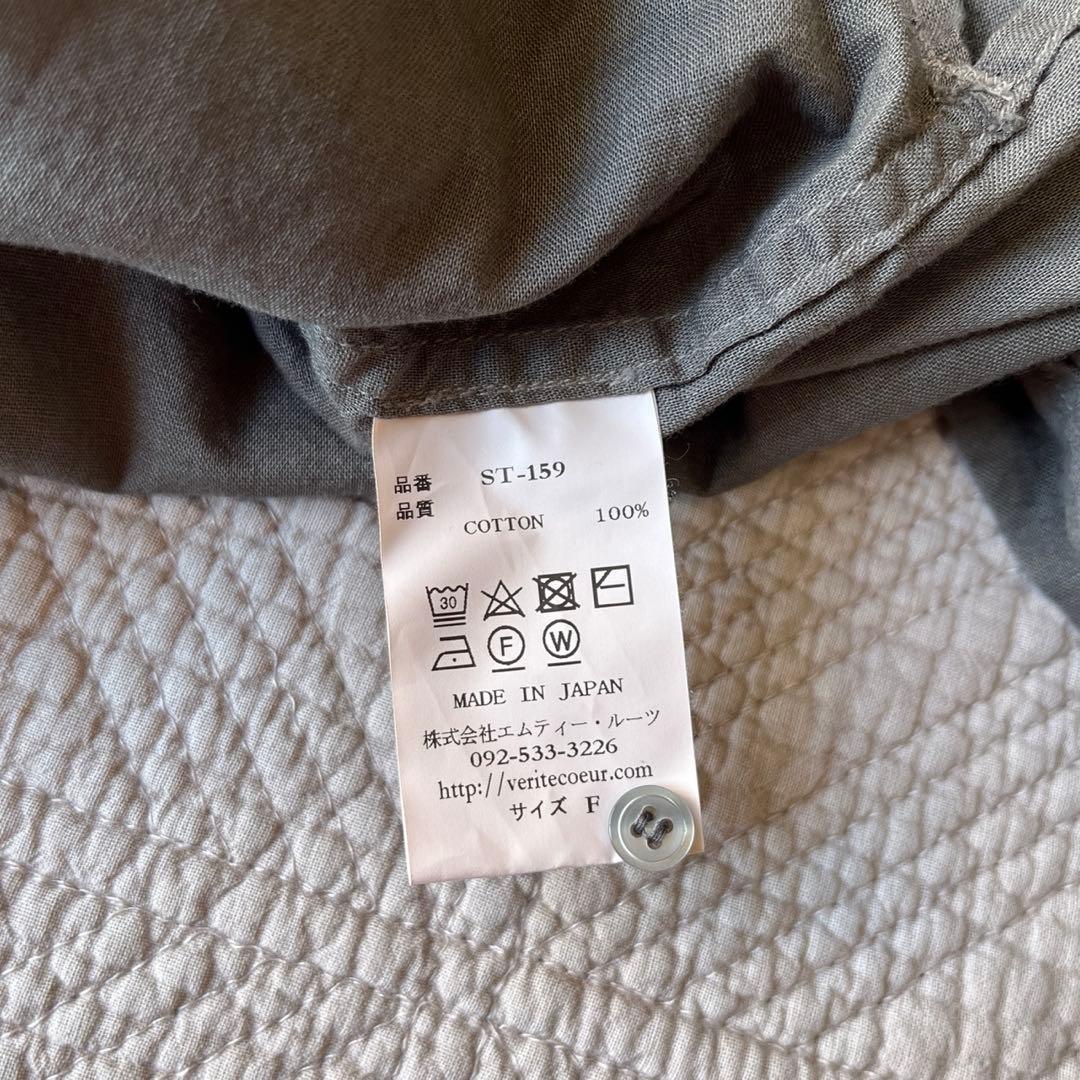 品番 ST-159
品質 COTTON 100%
30
F W
MADE IN JAPAN
株式会社エムティー・ルーツ
092-533-3226
http://veritecoeur.com
サイズ F